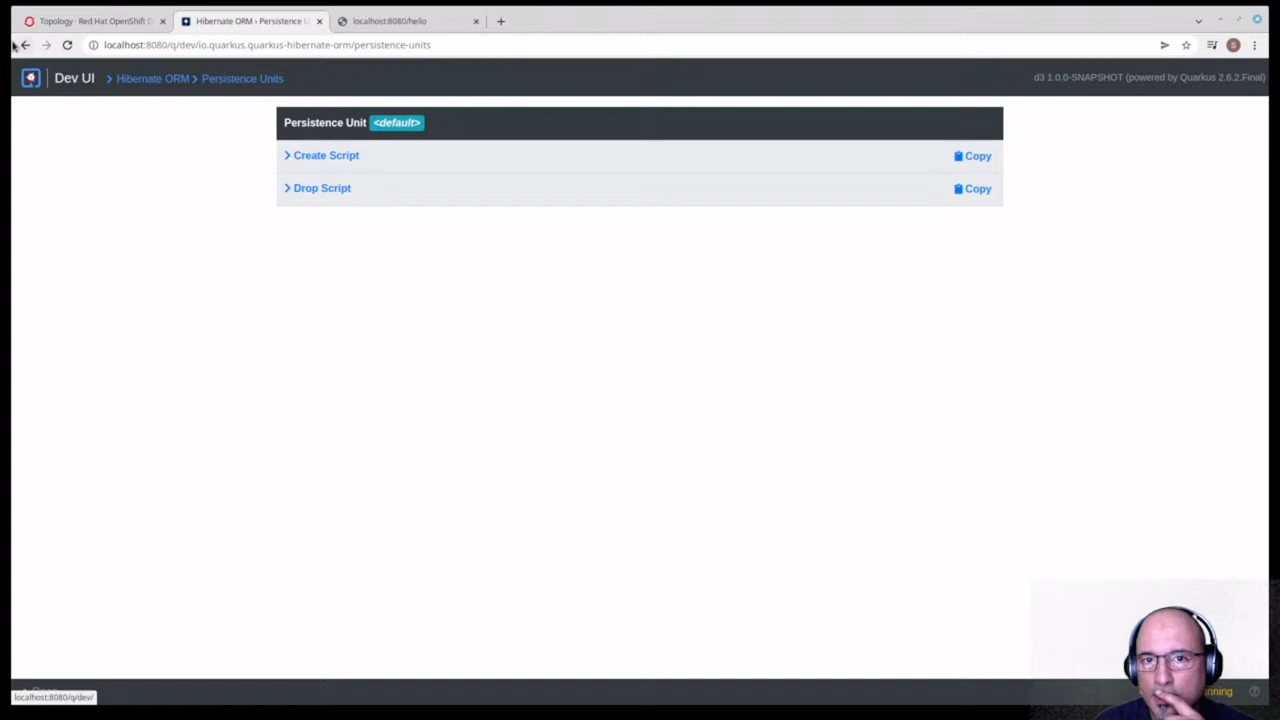 Topology · Red Hat OpenShift D
Hibernate ORM › Persistence U
localhost:8080/hello
localhost:8080/q/dev/io.quarkus.quarkus-hibernate-orm/persistence-units
S
Dev UI
Hibernate ORM
Persistence Units
d3 1.0.0-SNAPSHOT (powered by Quarkus 2.6.2.Final)
Persistence Unit <default>
Create Script
Copy
Drop Script
Copy
localhost:8080/q/dev/